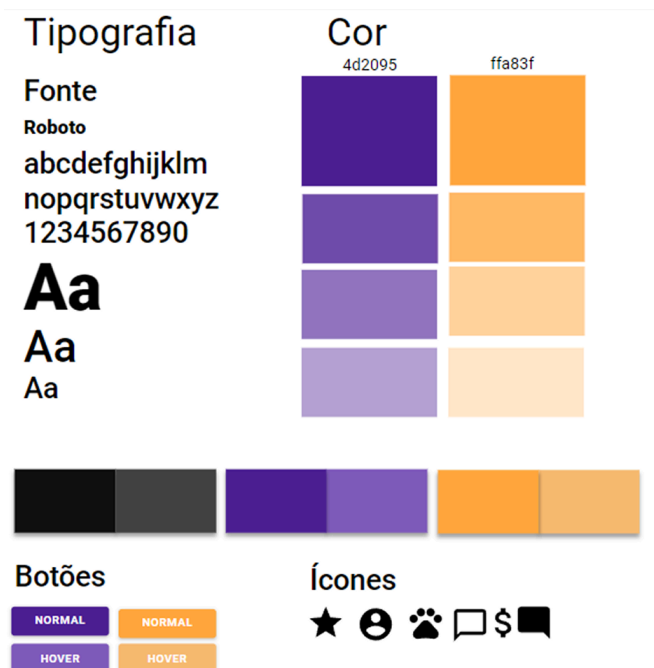 Tipografia
Fonte
Roboto
abcdefghijklm
nopqrstuvwxyz
1234567890
Aa
Aa
Aa
Cor
4d2095
ffa83f
Botões
NORMAL
NORMAL
HOVER
HOVER
Ícones
$